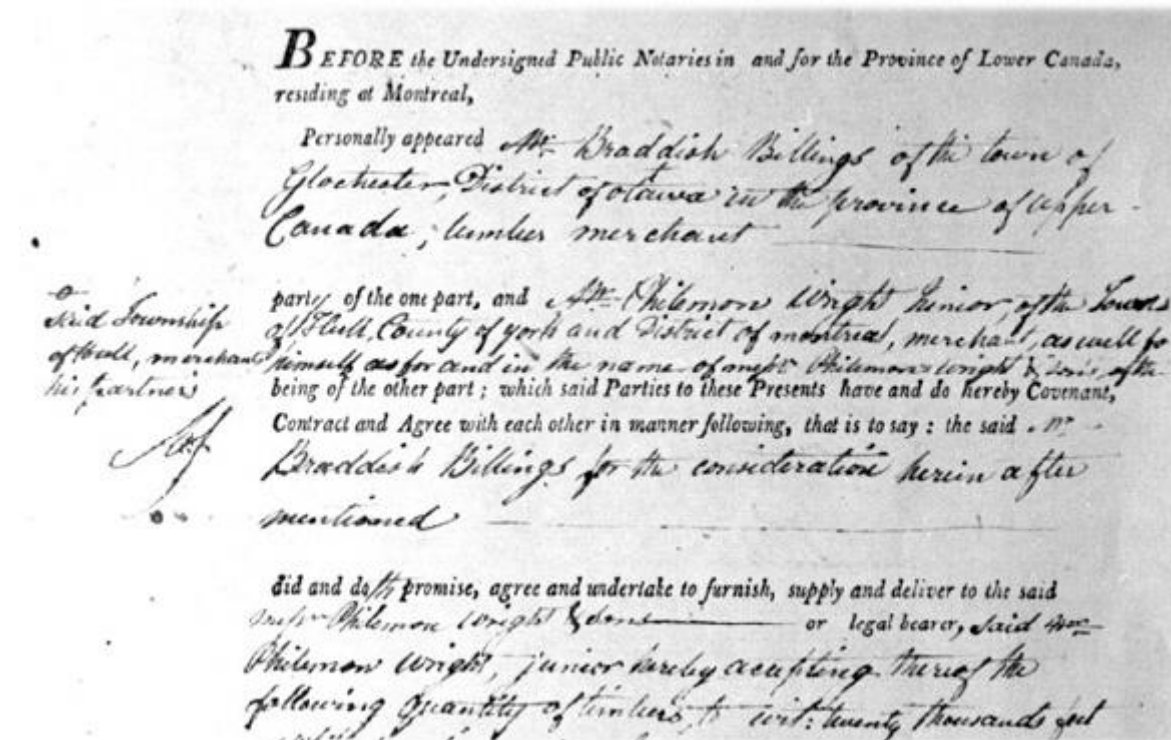 BEFORE the Undersigned Public Notaries in and for the Province of Lower Canada,
residing at Montreal,
Personally appeared Mr. Braddish Billings of the town of
Glochester, District of Otawa in the province of upper
Canada, lumber merchant
party of the one part, and Mr. Philemon Wright Junior, of the Town
of Hull, County of york and District of montreal, merchant, as well for
himself as for and in the name of messrs Philemon Wright & Sons, of the
said Township
of Hull, merchant
his partners
being of the other part; which said Parties to these Presents have and do hereby Covenant,
Contract and Agree with each other in manner following, that is to say: the said Mr
Braddish Billings for the consideration herein after
mentioned
did and doth promise, agree and undertake to furnish, supply and deliver to the said
messrs Philemon Wright & Sons or legal bearer, said
Philemon Wright, junior hereby accepting thereof the
following quantity of timbers, to wit: twenty thousands feet